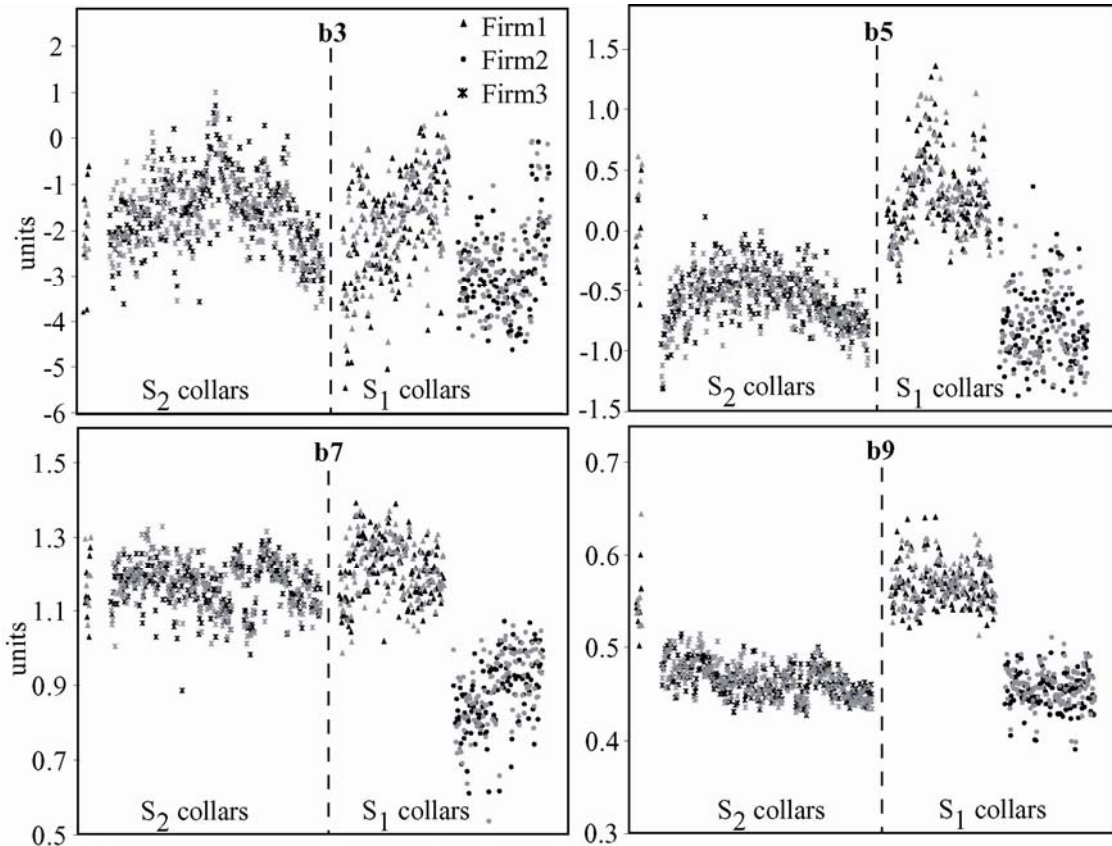 b3
Firm1
Firm2
Firm3
2
1
0
-1
-2
-3
-4
-5
-6
units
S2 collars
S1 collars
b5
1.5
1.0
0.5
0.0
-0.5
-1.0
-1.5
S2 collars
S1 collars
b7
1.5
1.3
1.1
0.9
0.7
0.5
units
S2 collars
S1 collars
b9
0.7
0.6
0.5
0.4
0.3
S2 collars
S1 collars